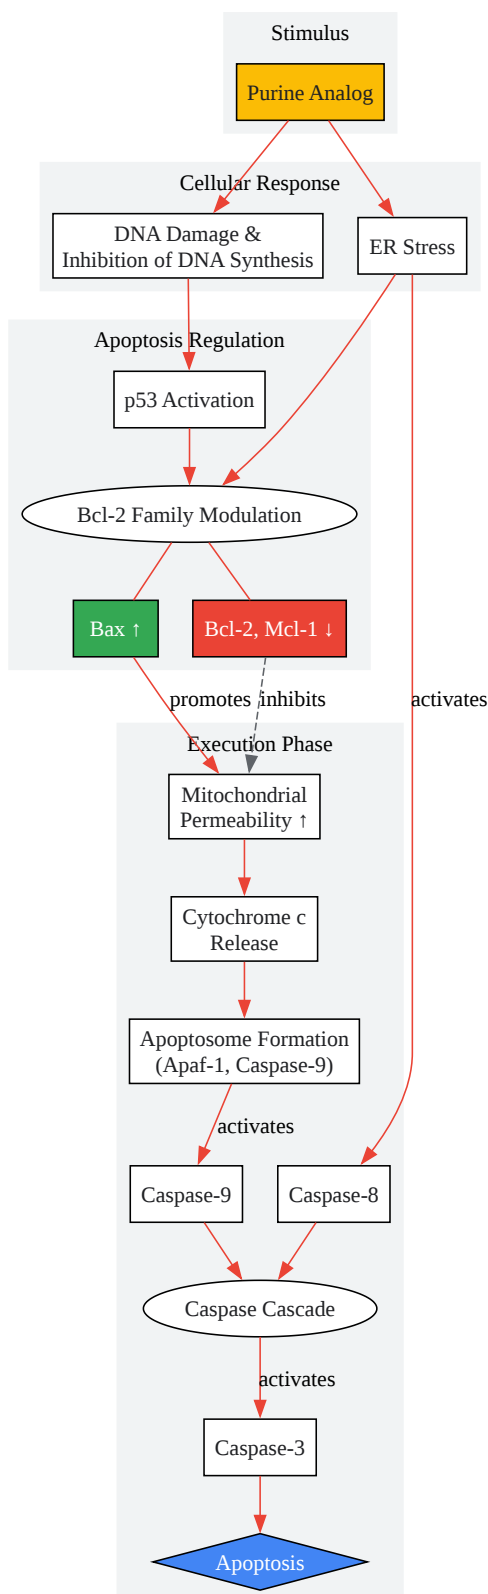 Stimulus
Purine Analog
Cellular Response
DNA Damage &
Inhibition of DNA Synthesis
ER Stress
Apoptosis Regulation
p53 Activation
Bcl-2 Family Modulation
Bax ↑
Bcl-2, Mcl-1 ↓
promotes
inhibits
activates
Execution Phase
Mitochondrial
Permeability ↑
Cytochrome c
Release
Apoptosome Formation
(Apaf-1, Caspase-9)
activates
Caspase-9
Caspase-8
Caspase Cascade
activates
Caspase-3
Apoptosis